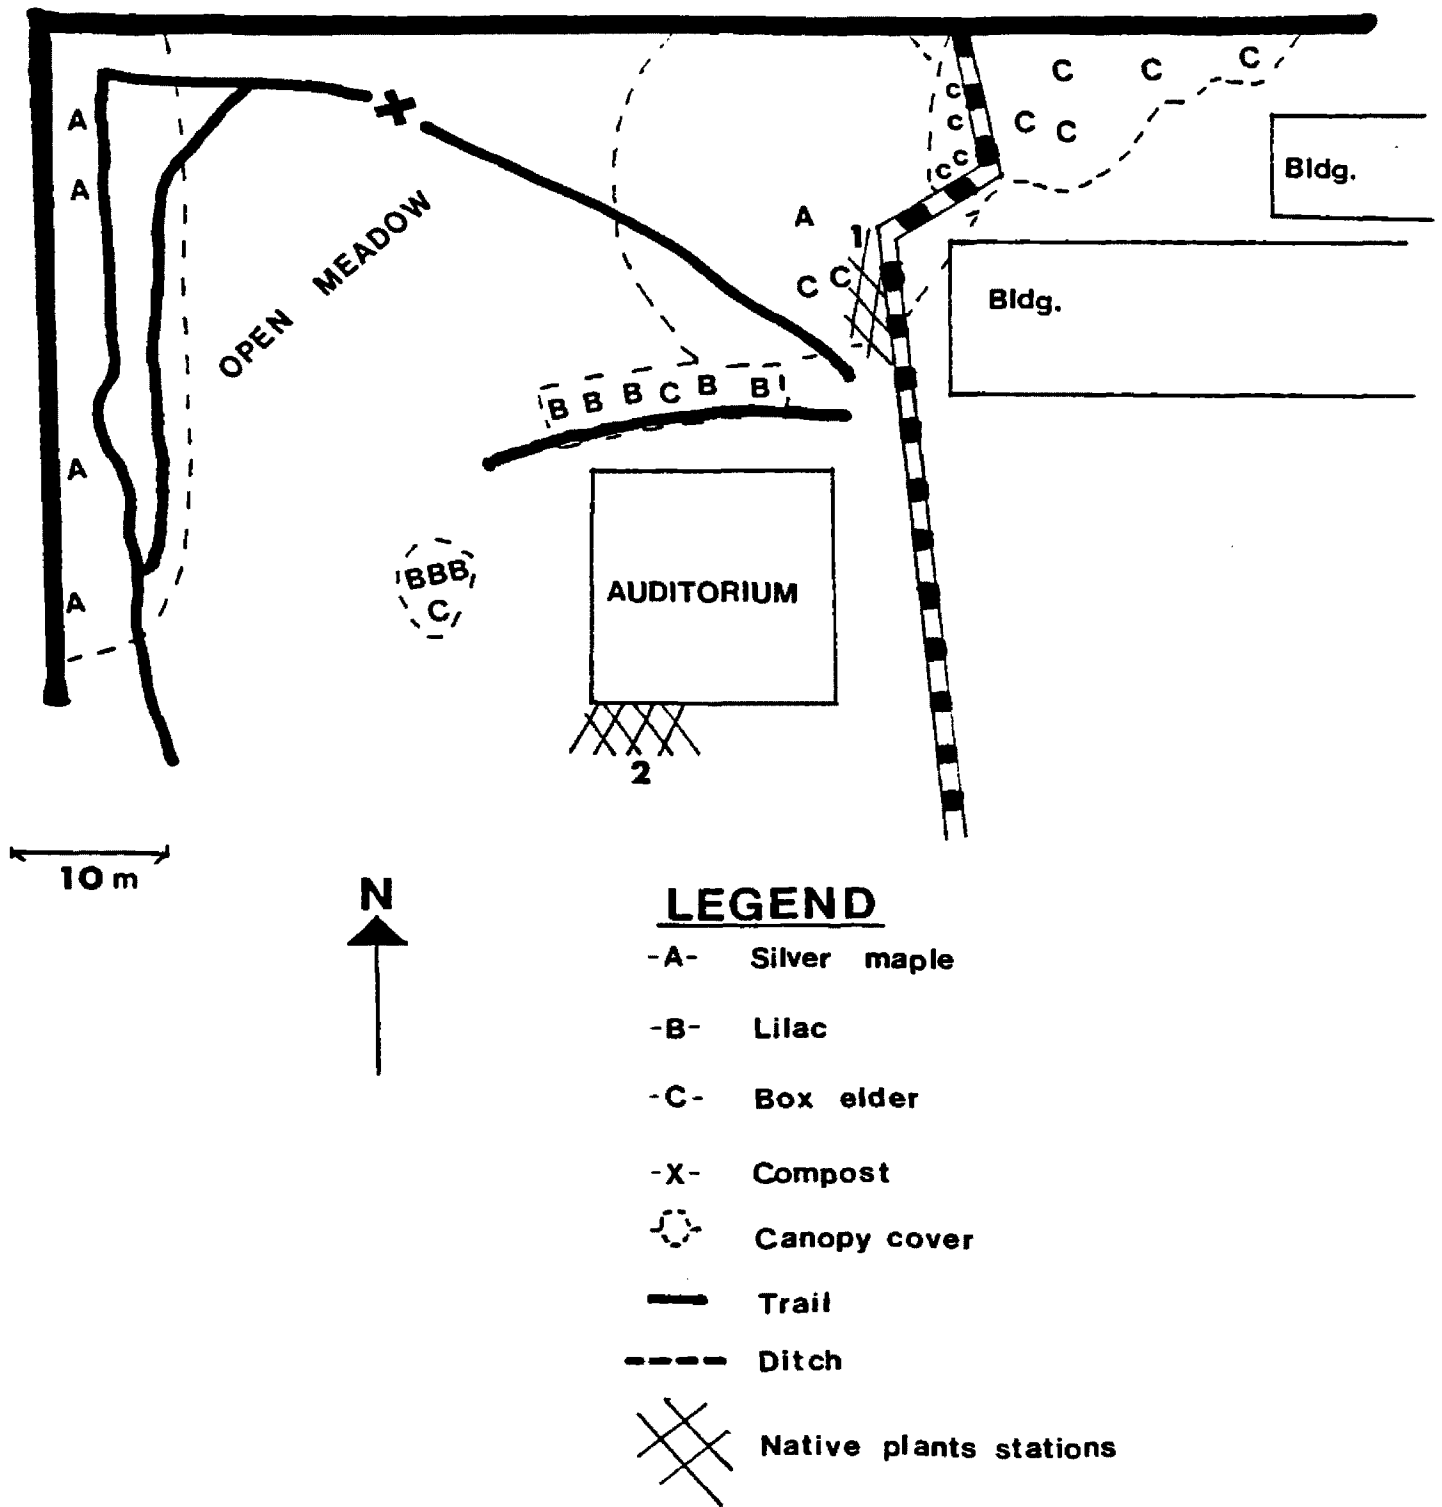 C C C
C
A
C C C
C C
Bldg.
A
OPEN MEADOW
A
1
C C
Bldg.
B B B C B B
A
BBB
C
AUDITORIUM
A
2
10 m
N
LEGEND
-A- Silver maple
-B- Lilac
-C- Box elder
-X- Compost
Canopy cover
Trail
Ditch
Native plants stations